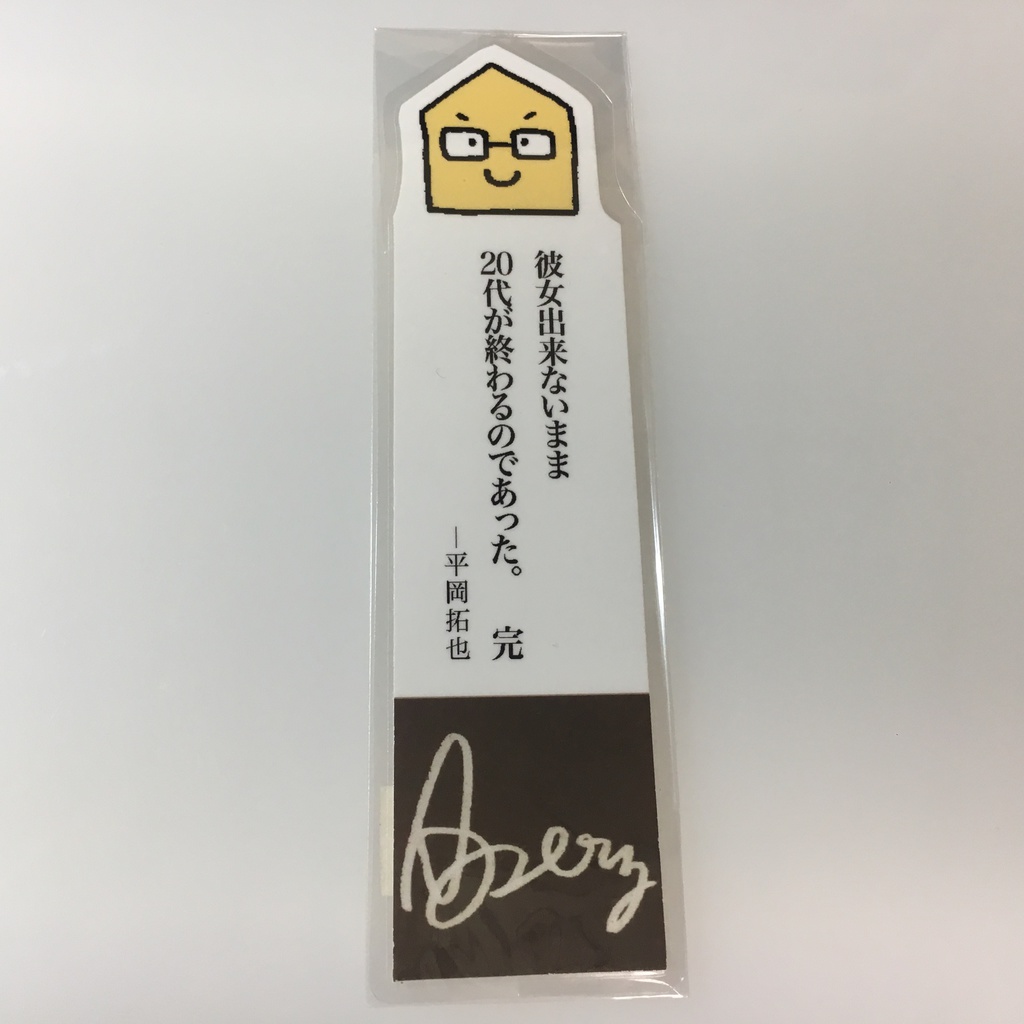 彼女出来ないまま
20代が終わるのであった。 完
―平岡拓也